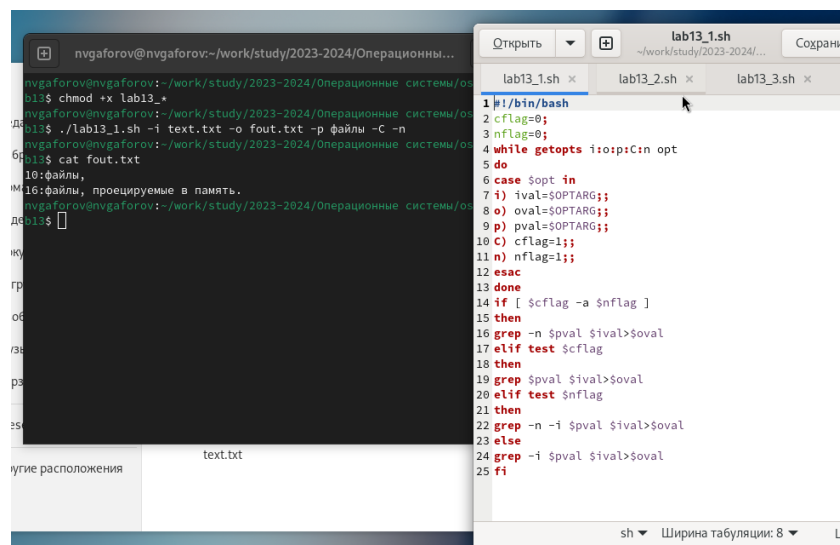 nvgaforov@nvgaforov:~/work/study/2023-2024/Операционны...
nvgaforov@nvgaforov:~/work/study/2023-2024/Операционные системы/os
b13$ chmod +x lab13_*
nvgaforov@nvgaforov:~/work/study/2023-2024/Операционные системы/os
b13$ ./lab13_1.sh -i text.txt -o fout.txt -p файлы -C -n
nvgaforov@nvgaforov:~/work/study/2023-2024/Операционные системы/os
b13$ cat fout.txt
10:файлы,
16:файлы, проецируемые в память.
nvgaforov@nvgaforov:~/work/study/2023-2024/Операционные системы/os
b13$
text.txt
угие расположения
Открыть
lab13_1.sh
~/work/study/2023-2024/...
Сохрани
lab13_1.sh ×
lab13_2.sh ×
lab13_3.sh ×
1 #!/bin/bash
2 cflag=0;
3 nflag=0;
4 while getopts i:o:p:C:n opt
5 do
6 case $opt in
7 i) ival=$OPTARG;;
8 o) oval=$OPTARG;;
9 p) pval=$OPTARG;;
10 C) cflag=1;;
11 n) nflag=1;;
12 esac
13 done
14 if [ $cflag -a $nflag ]
15 then
16 grep -n $pval $ival>$oval
17 elif test $cflag
18 then
19 grep $pval $ival>$oval
20 elif test $nflag
21 then
22 grep -n -i $pval $ival>$oval
23 else
24 grep -i $pval $ival>$oval
25 fi
sh
Ширина табуляции: 8